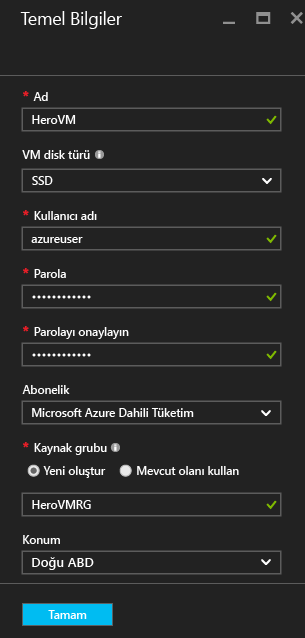 Temel Bilgiler
* Ad
HeroVM
VM disk türü
SSD
* Kullanıcı adı
azureuser
* Parola
••••••••••••
* Parolayı onaylayın
••••••••••••
Abonelik
Microsoft Azure Dahili Tüketim
* Kaynak grubu
Yeni oluştur Mevcut olanı kullan
HeroVMRG
Konum
Doğu ABD
Tamam